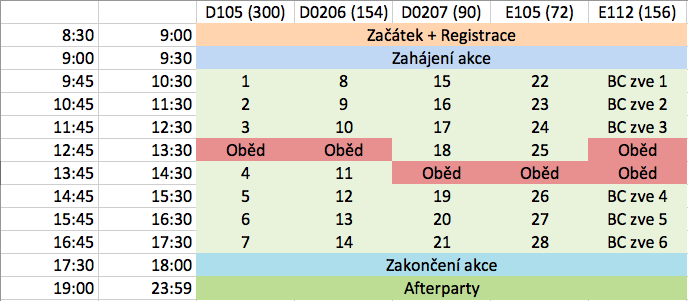 D105 (300) D0206 (154) D0207 (90) E105 (72) E112 (156)
8:30 9:00 Začátek + Registrace
9:00 9:30 Zahájení akce
9:45 10:30 1 8 15 22 BC zve 1
10:45 11:30 2 9 16 23 BC zve 2
11:45 12:30 3 10 17 24 BC zve 3
12:45 13:30 Oběd Oběd 18 25 Oběd
13:45 14:30 4 11 Oběd Oběd Oběd
14:45 15:30 5 12 19 26 BC zve 4
15:45 16:30 6 13 20 27 BC zve 5
16:45 17:30 7 14 21 28 BC zve 6
17:30 18:00 Zakončení akce
19:00 23:59 Afterparty